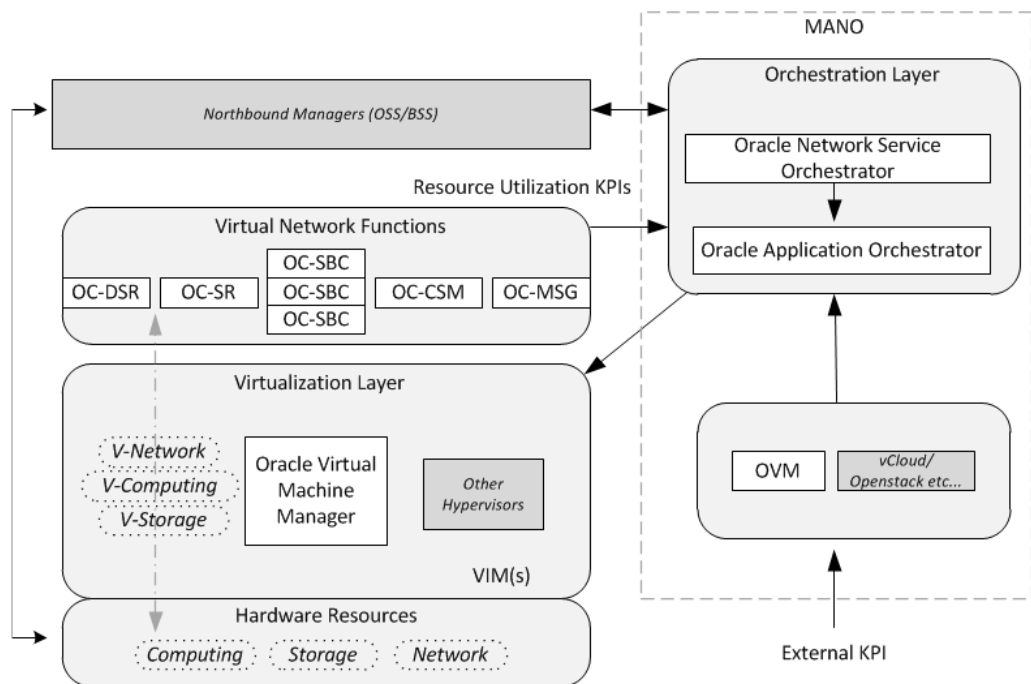 MANO
Orchestration Layer
Northbound Managers (OSS/BSS)
Oracle Network Service
Orchestrator
Resource Utilization KPIs
Virtual Network Functions
Oracle Application Orchestrator
OC-SBC
OC-DSR
OC-SR
OC-SBC
OC-CSM
OC-MSG
OC-SBC
Virtualization Layer
V-Network
V-Computing
V-Storage
Oracle Virtual
Machine
Manager
Other
Hypervisors
OVM
vCloud/
Openstack etc...
VIM(s)
Hardware Resources
Computing
Storage
Network
External KPI